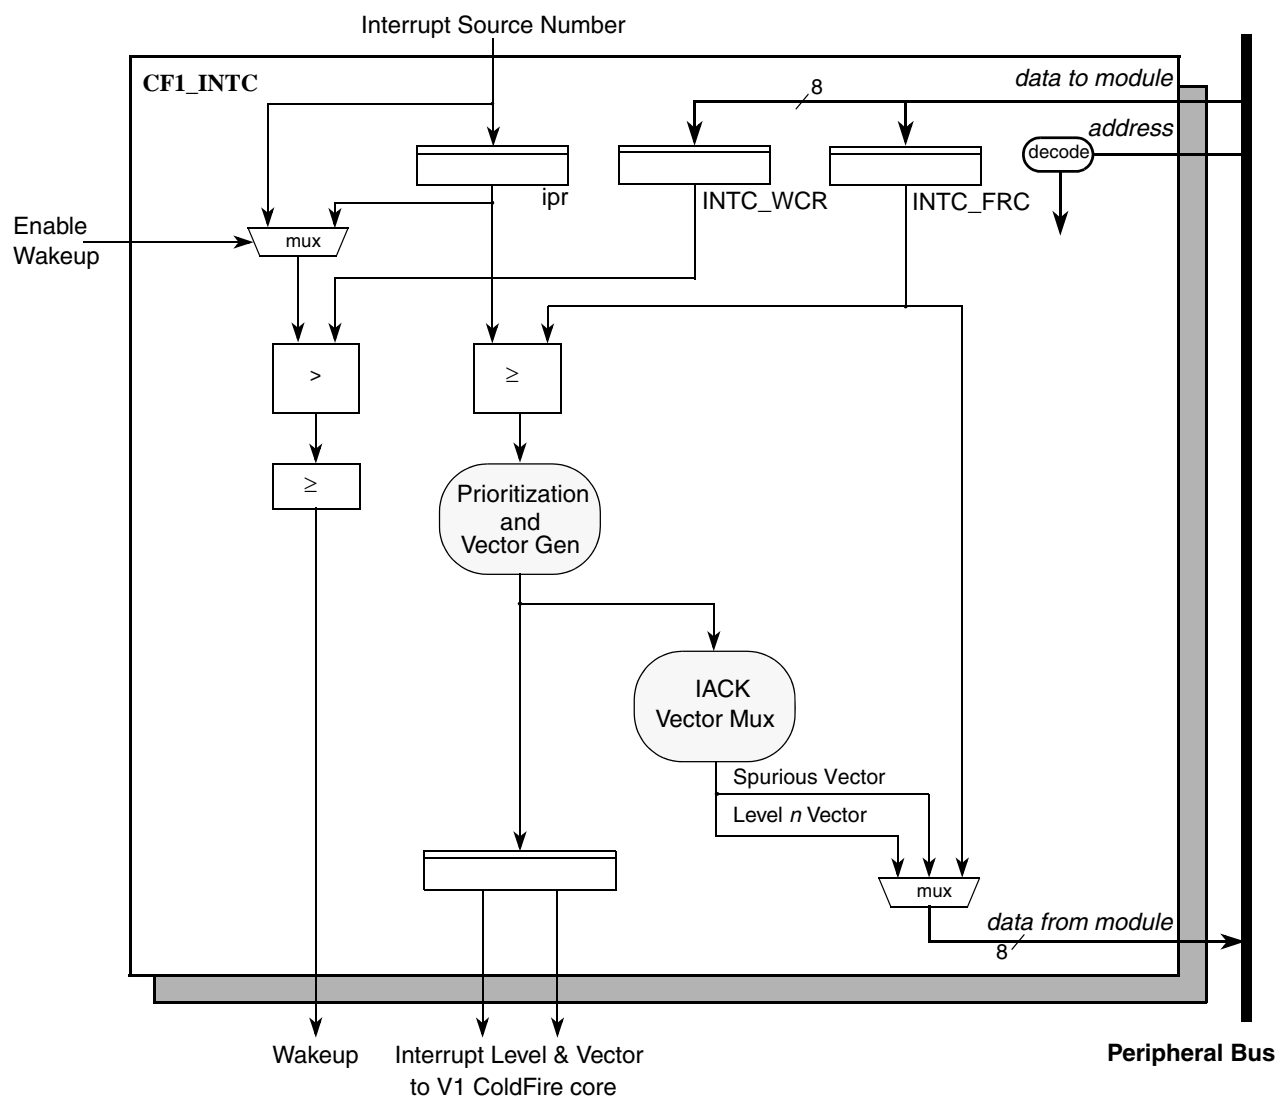 Interrupt Source Number
CF1_INTC
data to module
8
address
decode
ipr
INTC_WCR
INTC_FRC
Enable
Wakeup
mux
>
≥
≥
Prioritization
and
Vector Gen
IACK
Vector Mux
Spurious Vector
Level n Vector
mux
data from module
8
Wakeup
Interrupt Level & Vector
to V1 ColdFire core
Peripheral Bus